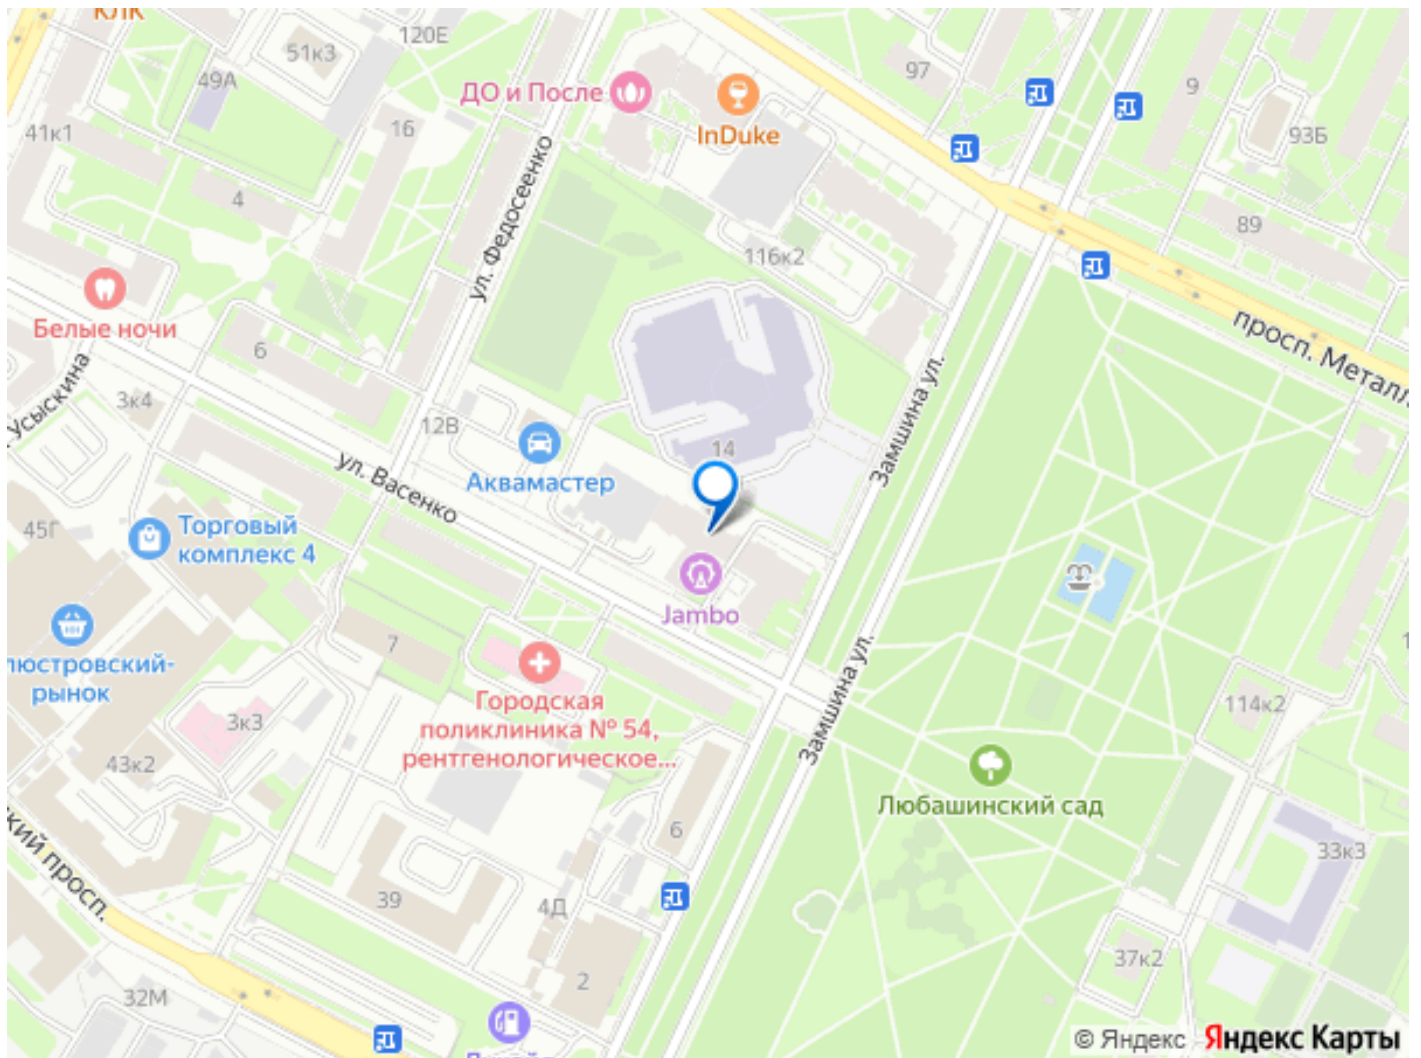 КЛК
120Е
51к3
49А
97
9
ДО и После
InDuke
41к1
16
93Б
ул. Федосеенко
4
89
116к2
Белые ночи
6
просп. Металл
Усыскина
3к4
12В
Замшина ул.
14
ул. Васенко
Аквамастер
45Г
Торговый
комплекс 4
Jambo
люстровский-
рынок
7
Городская
поликлиника № 54,
рентгенологическое...
Замшина ул.
3к3
114к2
43к2
Любашинский сад
6
33к3
кий просп.
39
4Д
37к2
2
32М
© Яндекс Яндекс Карты